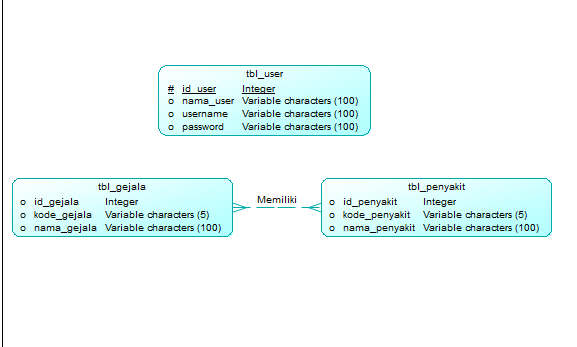 tbl_user
# id_user Integer
o nama_user Variable characters (100)
o username Variable characters (100)
o password Variable characters (100)
tbl_gejala
o id_gejala Integer
o kode_gejala Variable characters (5)
o nama_gejala Variable characters (100)
Memiliki
tbl_penyakit
o id_penyakit Integer
o kode_penyakit Variable characters (5)
o nama_penyakit Variable characters (100)